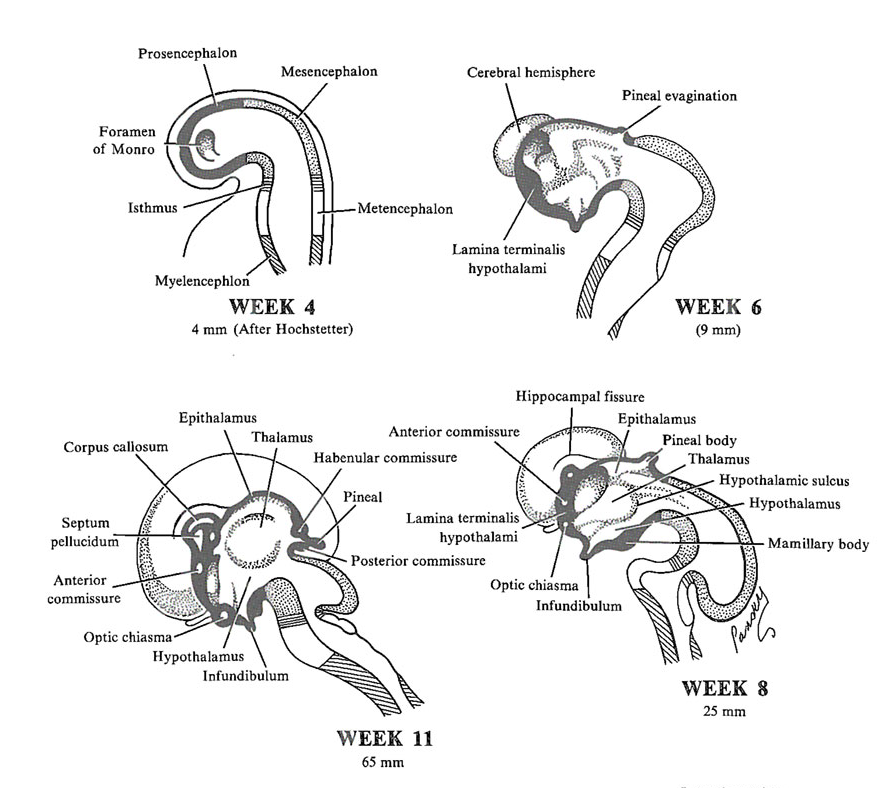 Prosencephalon
Mesencephalon
Foramen
of Monro
Isthmus
Metencephalon
Myelencephlon
WEEK 4
4 mm (After Hochstetter)
Cerebral hemisphere
Pineal evagination
Lamina terminalis
hypothalami
WEEK 6
(9 mm)
Epithalamus
Thalamus
Corpus callosum
Habenular commissure
Pineal
Septum
pellucidum
Posterior commissure
Anterior
commissure
Optic chiasma
Hypothalamus
Infundibulum
WEEK 11
65 mm
Hippocampal fissure
Epithalamus
Anterior commissure
Pineal body
Thalamus
Hypothalamic sulcus
Hypothalamus
Lamina terminalis
hypothalami
Mamillary body
Optic chiasma
Infundibulum
WEEK 8
25 mm